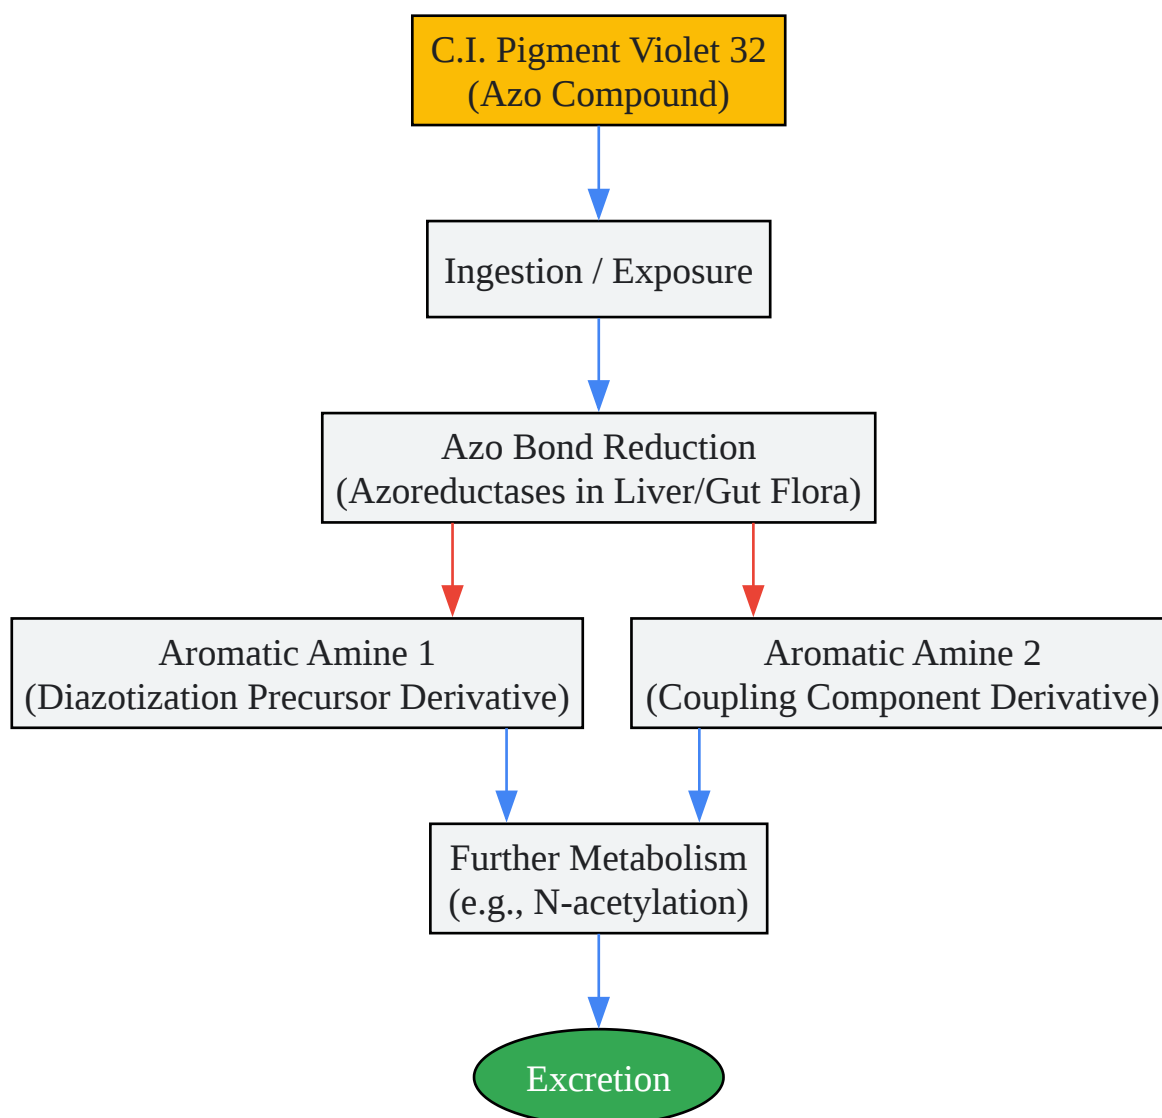 C.I. Pigment Violet 32
(Azo Compound)
Ingestion / Exposure
Azo Bond Reduction
(Azoreductases in Liver/Gut Flora)
Aromatic Amine 1
(Diazotization Precursor Derivative)
Aromatic Amine 2
(Coupling Component Derivative)
Further Metabolism
(e.g., N-acetylation)
Excretion